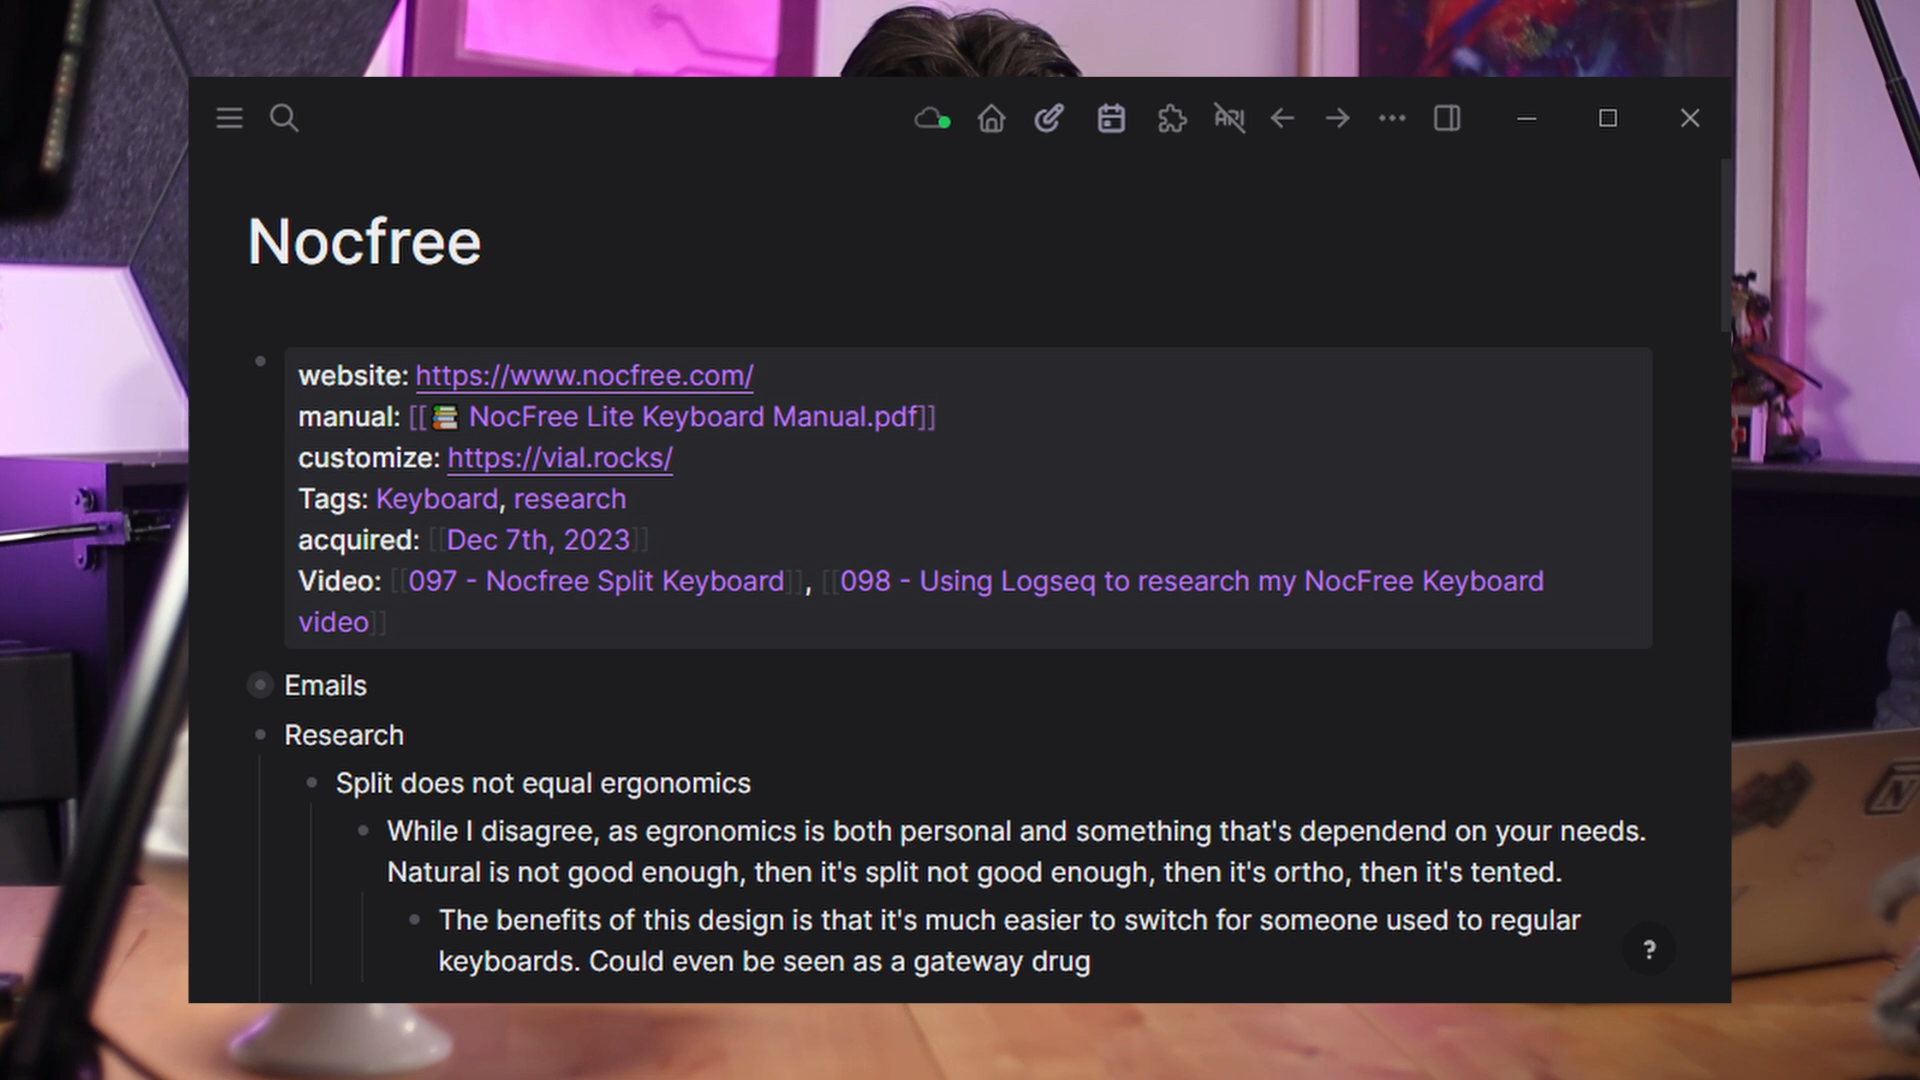 API
Nocfree
website: https://www.nocfree.com/
manual: [[📚 NocFree Lite Keyboard Manual.pdf]]
customize: https://vial.rocks/
Tags: Keyboard, research
acquired: [[Dec 7th, 2023]]
Video: [[097 - Nocfree Split Keyboard]], [[098 - Using Logseq to research my NocFree Keyboard
video]]
Emails
Research
Split does not equal ergonomics
While I disagree, as egronomics is both personal and something that's dependend on your needs.
Natural is not good enough, then it's split not good enough, then it's ortho, then it's tented.
The benefits of this design is that it's much easier to switch for someone used to regular
keyboards. Could even be seen as a gateway drug
?